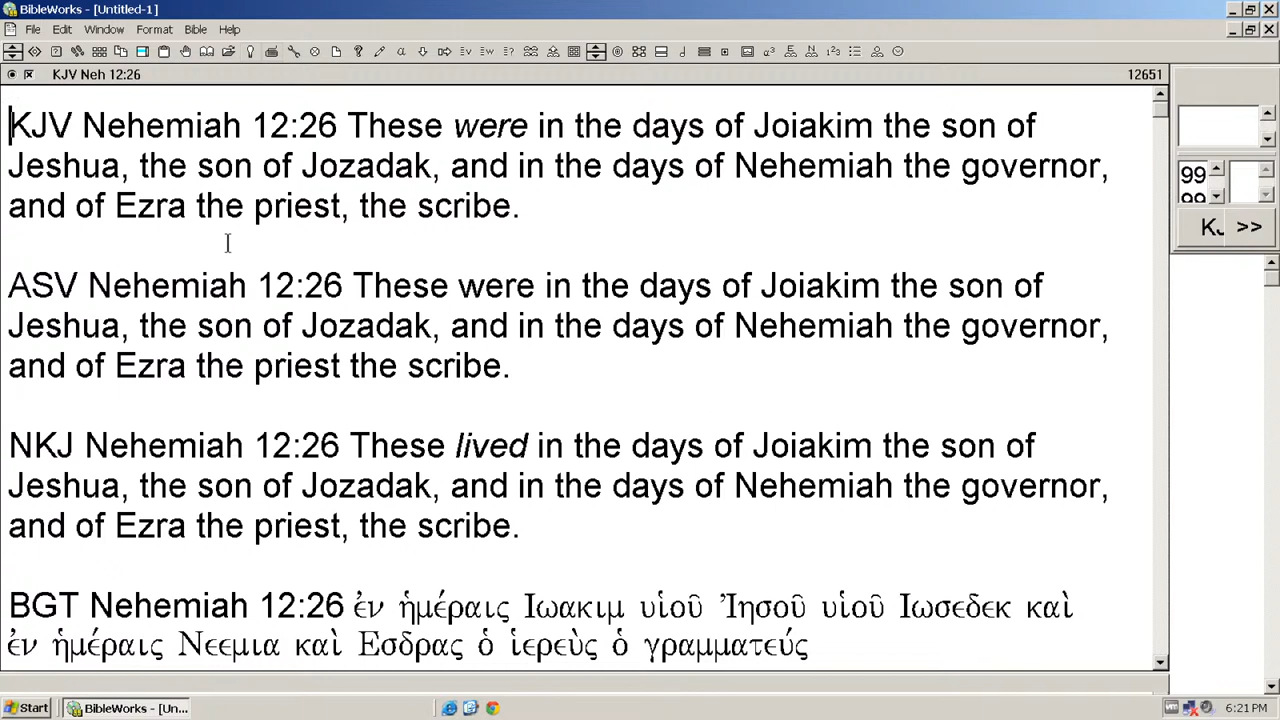 BibleWorks - [Untitled-1]
File Edit Window Format Bible Help
KJV Neh 12:26 12651
KJV Nehemiah 12:26 These were in the days of Joiakim the son of
Jeshua, the son of Jozadak, and in the days of Nehemiah the governor,
and of Ezra the priest, the scribe.
ASV Nehemiah 12:26 These were in the days of Joiakim the son of
Jeshua, the son of Jozadak, and in the days of Nehemiah the governor,
and of Ezra the priest the scribe.
NKJ Nehemiah 12:26 These lived in the days of Joiakim the son of
Jeshua, the son of Jozadak, and in the days of Nehemiah the governor,
and of Ezra the priest, the scribe.
BGT Nehemiah 12:26 ἐν ἡμέραις Ιωακιμ υἱοῦ Ἰησοῦ υἱοῦ Ιωσεδεκ καὶ
ἐν ἡμέραις Νεεμια καὶ Εσδρας ὁ ἱερεὺς ὁ γραμματεύς
99
99
KJ >>
Start BibleWorks - [Un... 6:21 PM